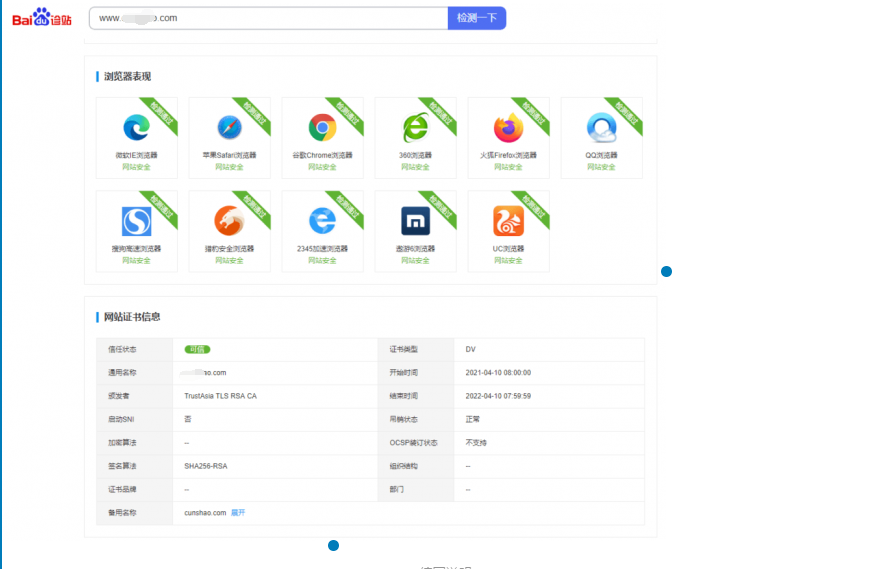 Bai du 诊站 www. o.com 检测一下
浏览器表现
检测通过 检测通过 检测通过 检测通过 检测通过 检测通过
微软IE浏览器 苹果Safari浏览器 谷歌Chrome浏览器 360浏览器 火狐Firefox浏览器 QQ浏览器
网站安全 网站安全 网站安全 网站安全 网站安全 网站安全
检测通过 检测通过 检测通过 检测通过 检测通过
搜狗高速浏览器 猎豹安全浏览器 2345加速浏览器 遨游6浏览器 UC浏览器
网站安全 网站安全 网站安全 网站安全 网站安全
网站证书信息
信任状态 可信 证书类型 DV
通用名称 ao.com 开始时间 2021-04-10 08:00:00
颁发者 TrustAsia TLS RSA CA 结束时间 2022-04-10 07:59:59
启动SNI 否 吊销状态 正常
加密算法 -- OCSP装订状态 不支持
签名算法 SHA256-RSA 组织结构 --
证书品牌 -- 部门 --
备用名称 cunshao.com 展开